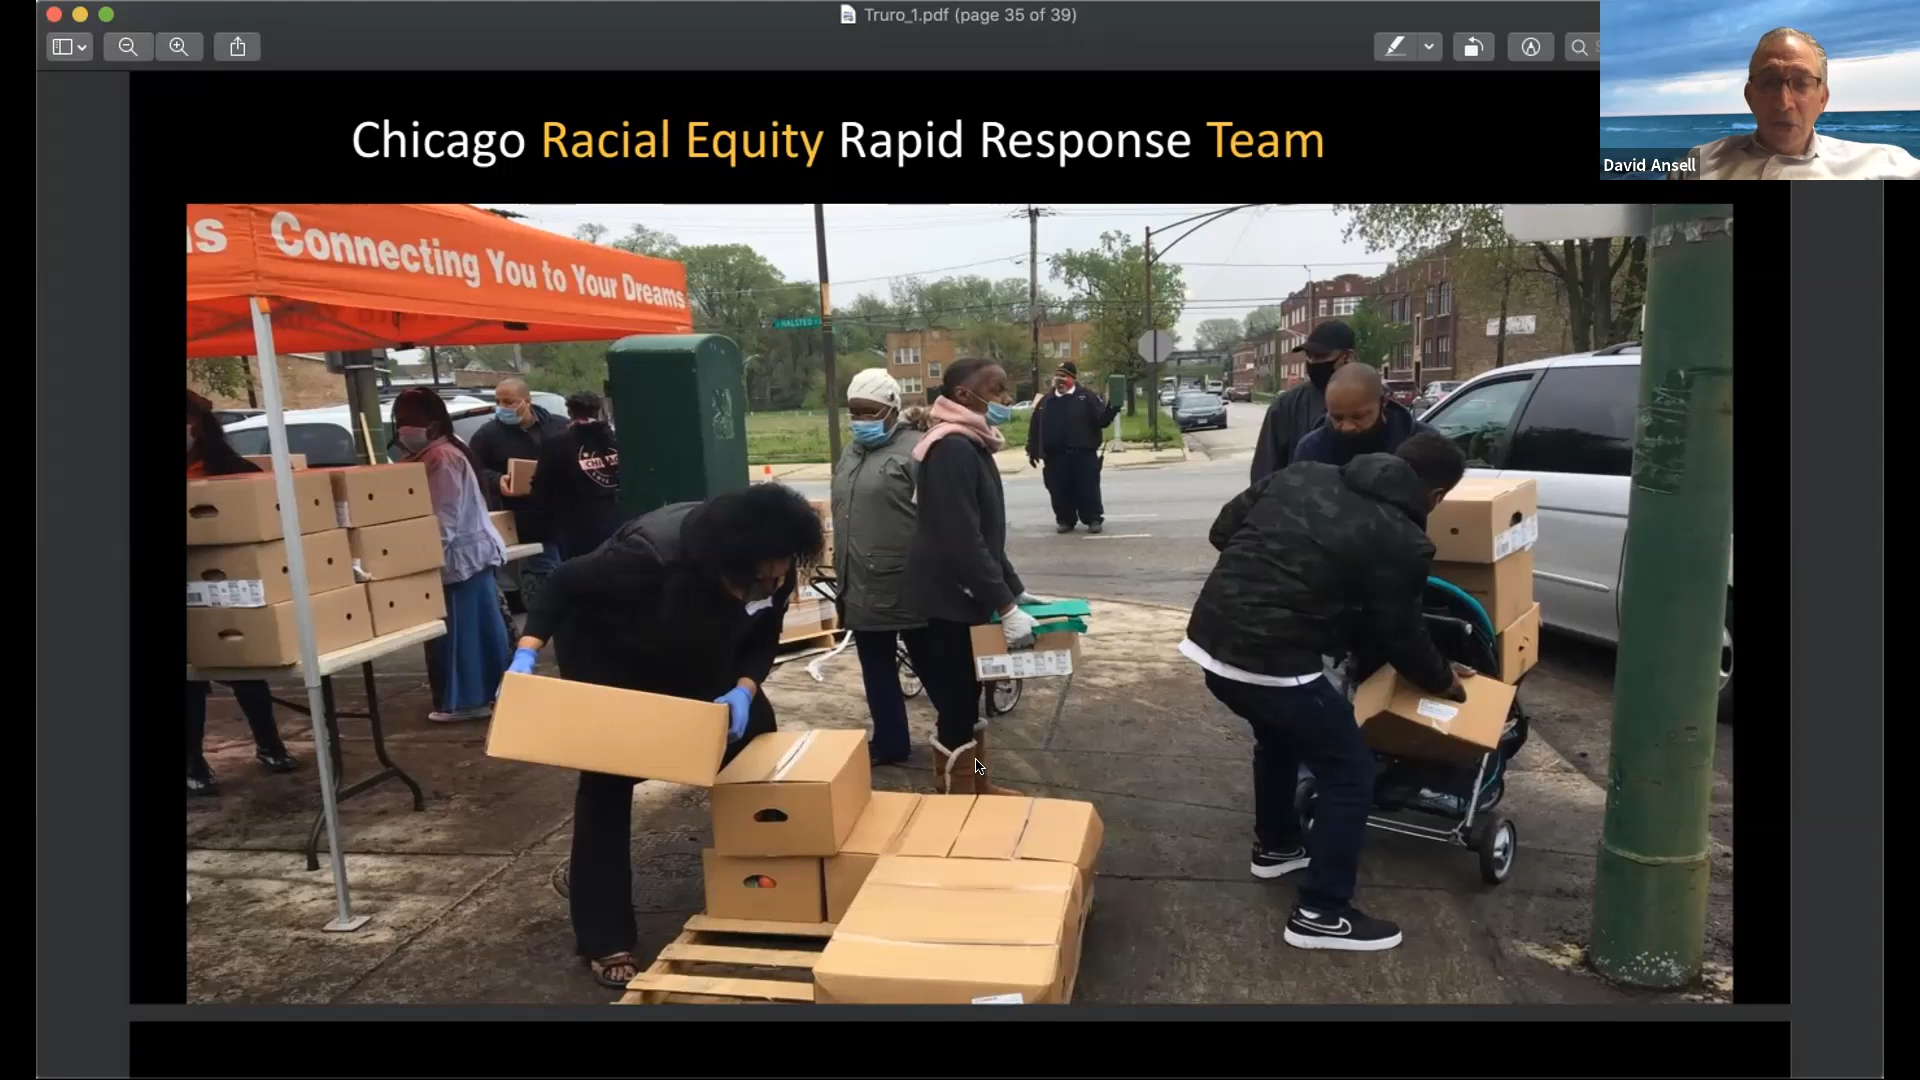 Truro_1.pdf (page 35 of 39)
David Ansell
Chicago Racial Equity Rapid Response Team
s Connecting You to Your Dreams
HALSTED
CHICAGO